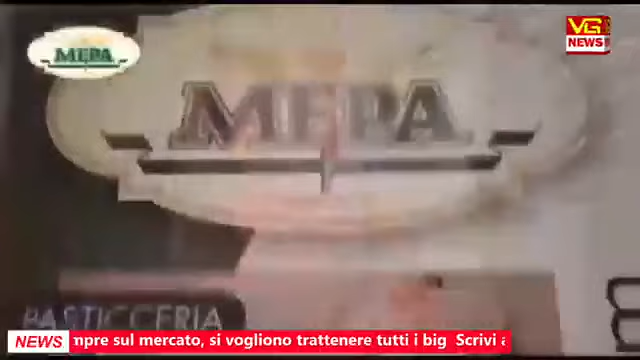 MEPA
VG
NEWS
MEPA
PASTICCERIA
NEWS mpre sul mercato, si vogliono trattenere tutti i big Scrivi a